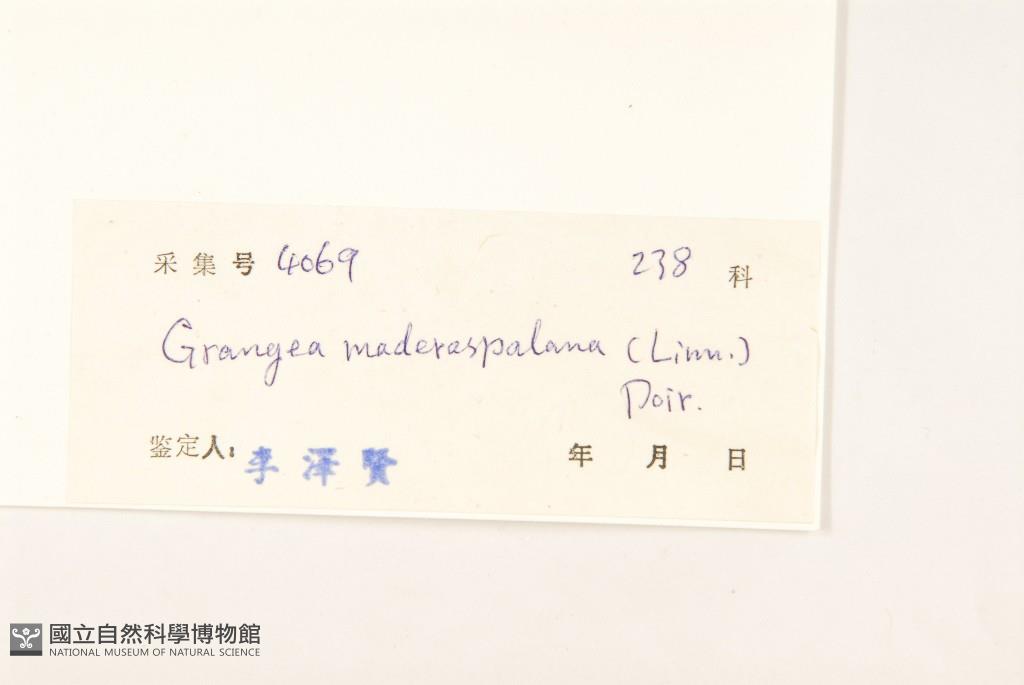 采集号 4069 238 科
Grangea maderaspalana (Linn.)
Poir.
鉴定人: 李澤賢 年 月 日
國立自然科學博物館
NATIONAL MUSEUM OF NATURAL SCIENCE